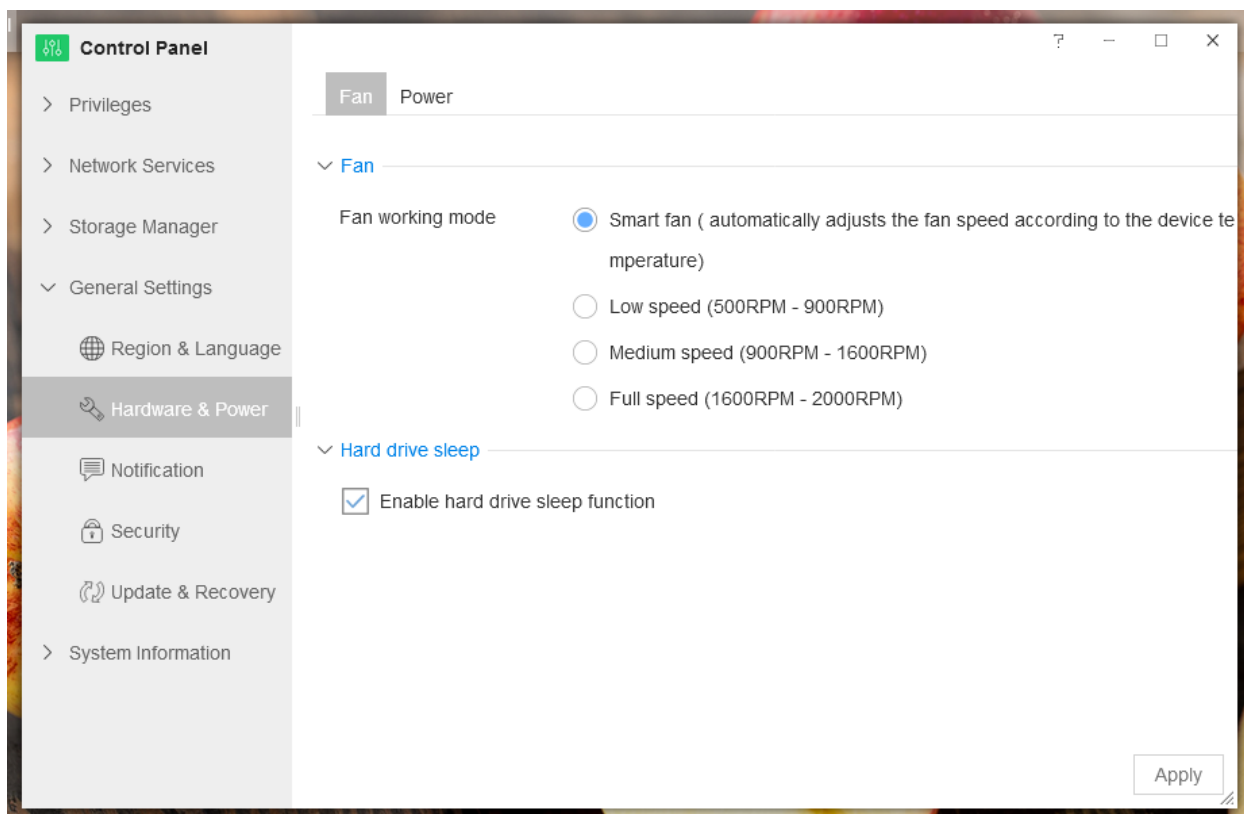 Control Panel
Privileges
Network Services
Storage Manager
General Settings
Region & Language
Hardware & Power
Notification
Security
Update & Recovery
System Information
Fan Power
Fan
Fan working mode
Smart fan ( automatically adjusts the fan speed according to the device te
mperature)
Low speed (500RPM - 900RPM)
Medium speed (900RPM - 1600RPM)
Full speed (1600RPM - 2000RPM)
Hard drive sleep
Enable hard drive sleep function
Apply